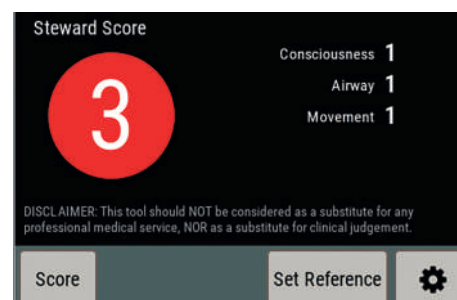 Steward Score
3
Consciousness 1
Airway 1
Movement 1
DISCLAIMER: This tool should NOT be considered as a substitute for any
professional medical service, NOR as a substitute for clinical judgement.
Score
Set Reference